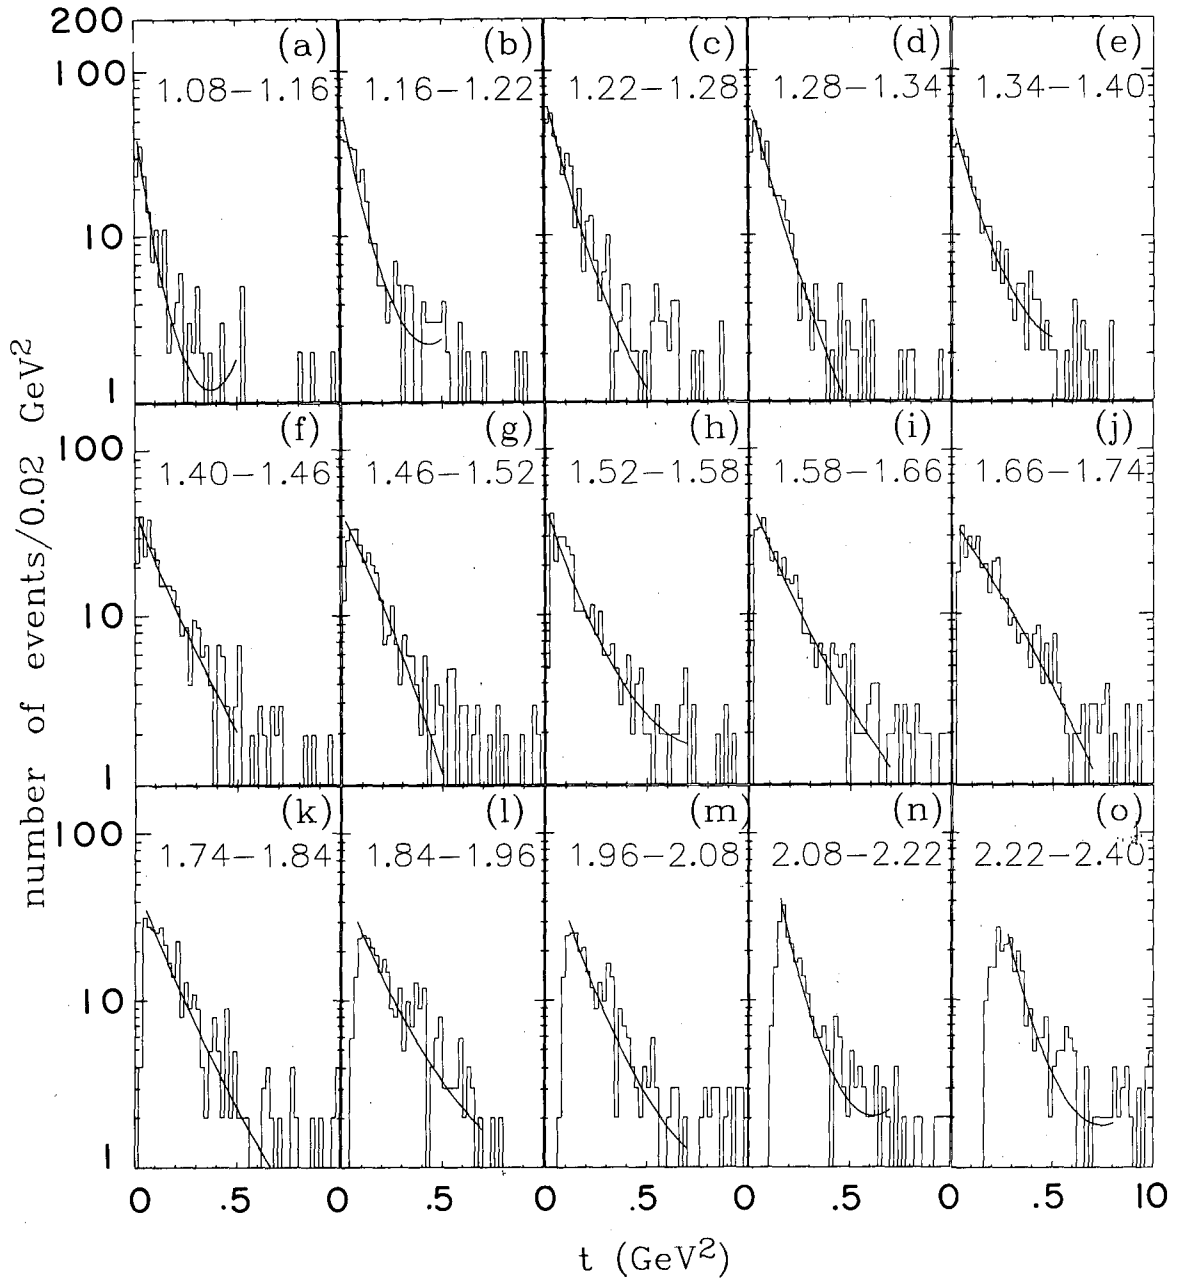 200
100
10
1
(a)
1.08-1.16
(b)
1.16-1.22
(c)
1.22-1.28
(d)
1.28-1.34
(e)
1.34-1.40
100
10
1
(f)
1.40-1.46
(g)
1.46-1.52
(h)
1.52-1.58
(i)
1.58-1.66
(j)
1.66-1.74
100
10
1
(k)
1.74-1.84
(l)
1.84-1.96
(m)
1.96-2.08
(n)
2.08-2.22
(o)
2.22-2.40
number of events/0.02 GeV²
0 .5 0 .5 0 .5 0 .5 0 .5 10
t (GeV²)